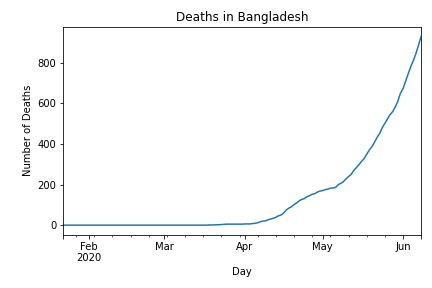 Deaths in Bangladesh
Number of Deaths
800
600
400
200
0
Feb
2020
Mar
Apr
May
Jun
Day